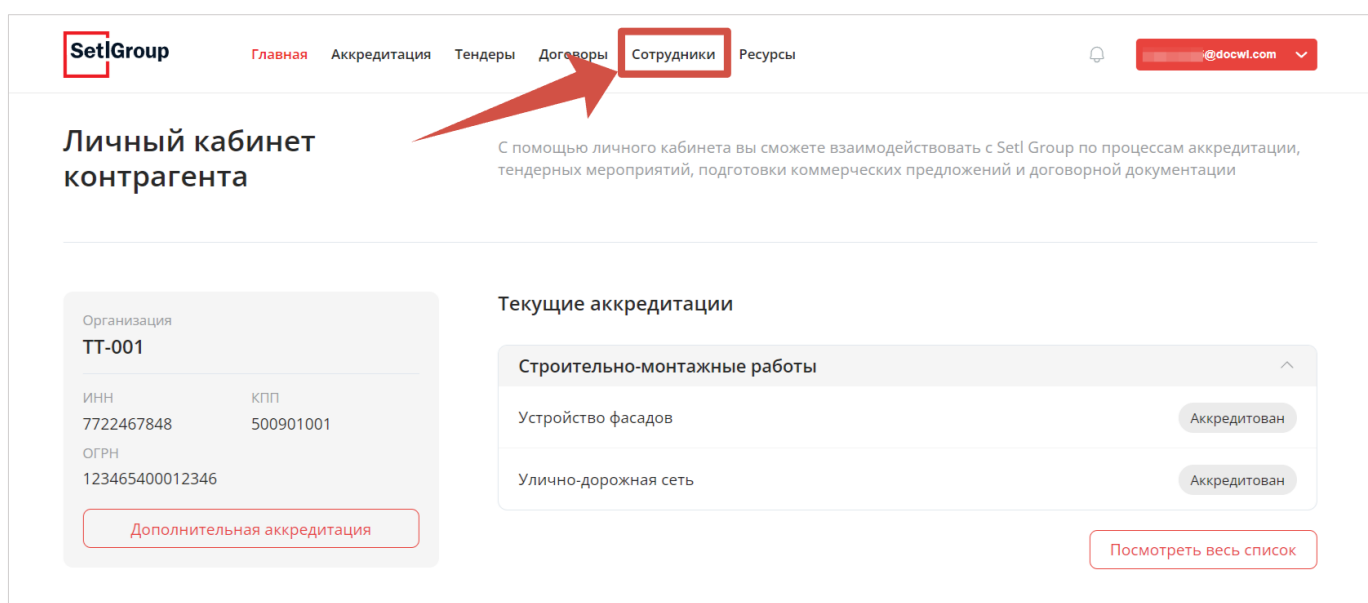 SetlGroup
Главная Аккредитация Тендеры Договоры Сотрудники Ресурсы
@docwl.com
Личный кабинет
контрагента
С помощью личного кабинета вы сможете взаимодействовать с Setl Group по процессам аккредитации,
тендерных мероприятий, подготовки коммерческих предложений и договорной документации
Организация
ТТ-001
ИНН КПП
7722467848 500901001
ОГРН
123465400012346
Дополнительная аккредитация
Текущие аккредитации
Строительно-монтажные работы
Устройство фасадов Аккредитован
Улично-дорожная сеть Аккредитован
Посмотреть весь список